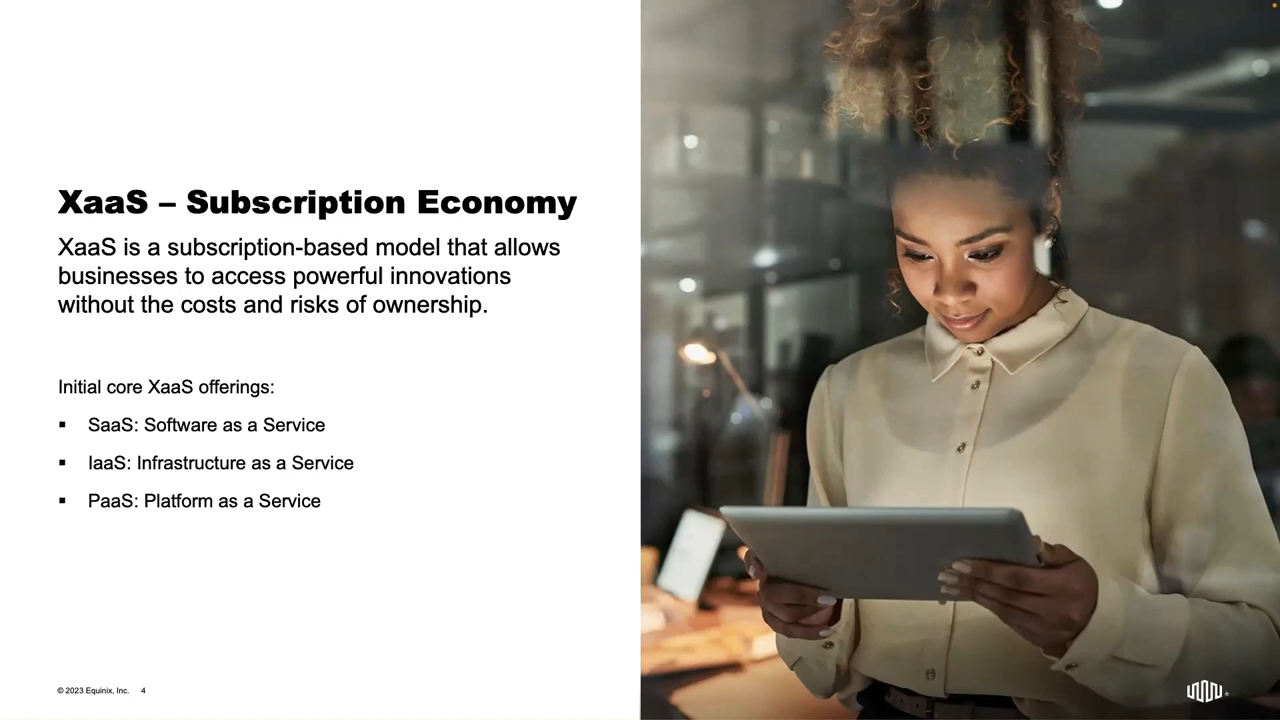 XaaS – Subscription Economy
XaaS is a subscription-based model that allows
businesses to access powerful innovations
without the costs and risks of ownership.
Initial core XaaS offerings:
▪ SaaS: Software as a Service
▪ IaaS: Infrastructure as a Service
▪ PaaS: Platform as a Service
© 2023 Equinix, Inc. 4